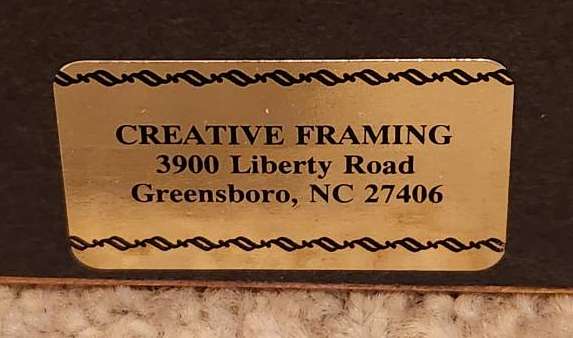 CREATIVE FRAMING
3900 Liberty Road
Greensboro, NC 27406